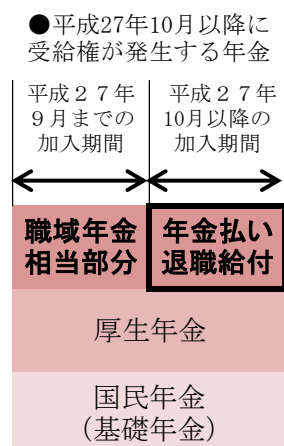 ●平成27年10月以降に
受給権が発生する年金
平成２７年
９月までの
加入期間
平成２７年
10月以降の
加入期間
職域年金
相当部分
年金払い
退職給付
厚生年金
国民年金
（基礎年金）